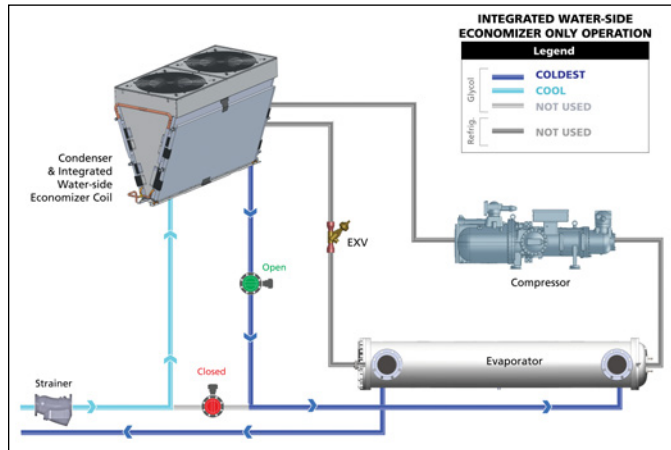 INTEGRATED WATER-SIDE
ECONOMIZER ONLY OPERATION
Legend
Glycol
COLDEST
COOL
NOT USED
Refrig.
NOT USED
Condenser
& Integrated
Water-side
Economizer Coil
EXV
Open
Compressor
Evaporator
Closed
Strainer